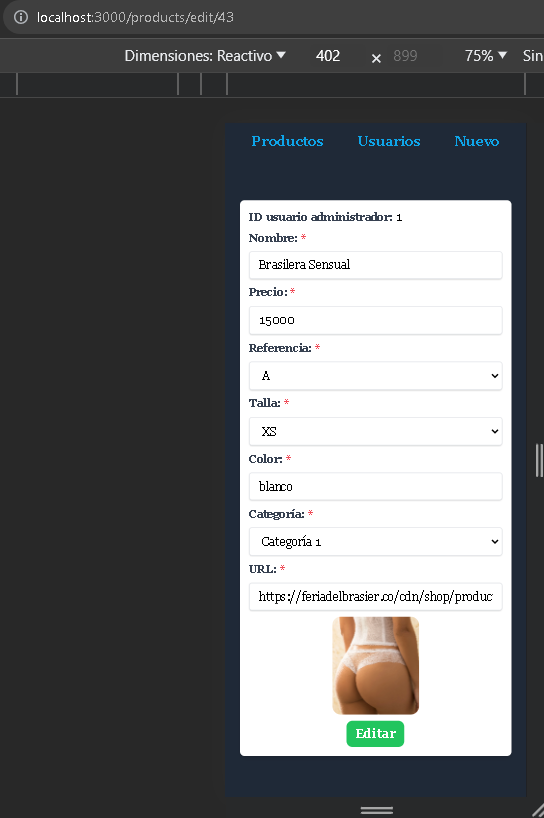 localhost:3000/products/edit/43
Dimensiones: Reactivo 402 × 899 75% Sin
Productos Usuarios Nuevo
ID usuario administrador: 1
Nombre: *
Brasilera Sensual
Precio: *
15000
Referencia: *
A
Talla: *
XS
Color: *
blanco
Categoría: *
Categoría 1
URL: *
https://feriadelbrasier.co/cdn/shop/produc
Editar